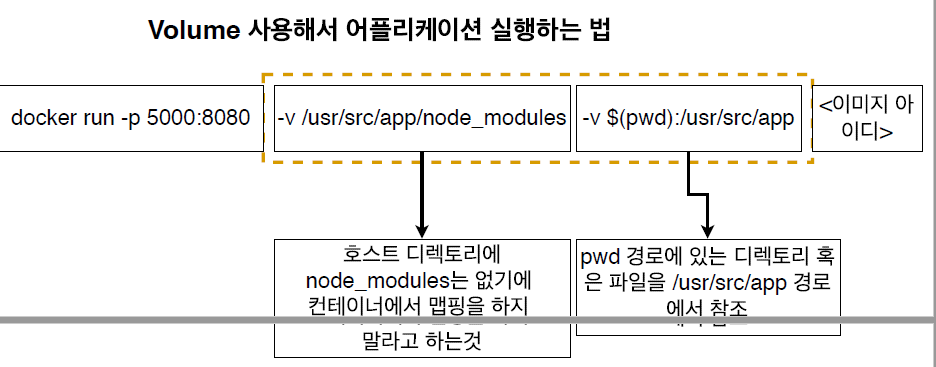 Volume 사용해서 어플리케이션 실행하는 법
docker run -p 5000:8080
-v /usr/src/app/node_modules
-v $(pwd):/usr/src/app
<이미지 아
이디>
호스트 디렉토리에
node_modules는 없기에
컨테이너에서 맵핑을 하지
말라고 하는것
pwd 경로에 있는 디렉토리 혹
은 파일을 /usr/src/app 경로
에서 참조